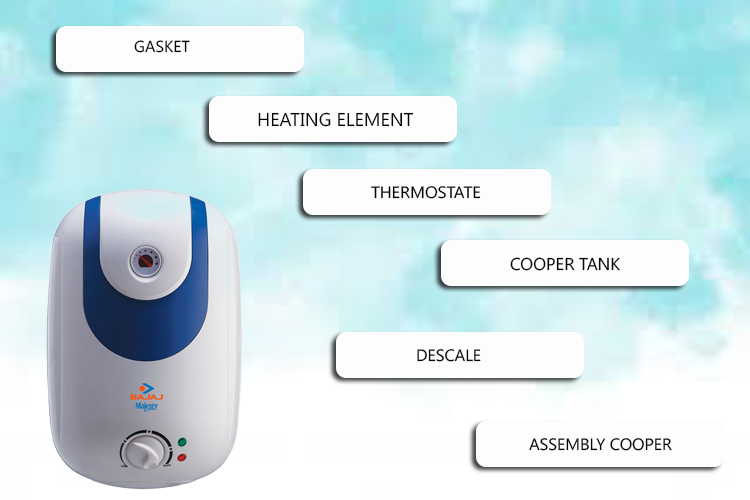 GASKET
HEATING ELEMENT
THERMOSTATE
COOPER TANK
DESCALE
ASSEMBLY COOPER
BAJAJ
Majesty